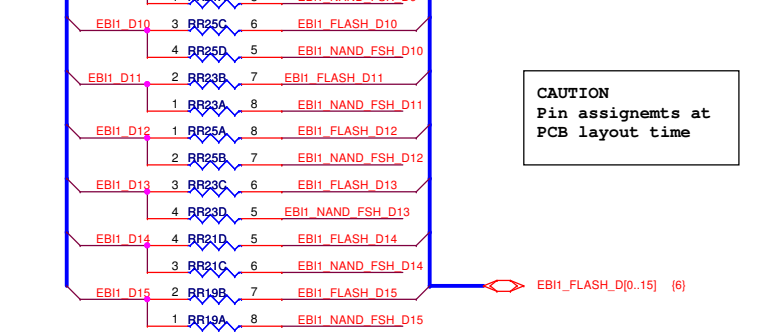 EBI1_D10 3 RR25C 6 EBI1_FLASH_D10
4 RR25D 5 EBI1_NAND_FSH_D10
EBI1_D11 2 RR23B 7 EBI1_FLASH_D11
1 RR23A 8 EBI1_NAND_FSH_D11
EBI1_D12 1 RR25A 8 EBI1_FLASH_D12
2 RR25B 7 EBI1_NAND_FSH_D12
EBI1_D13 3 RR23C 6 EBI1_FLASH_D13
4 RR23D 5 EBI1_NAND_FSH_D13
EBI1_D14 4 RR21D 5 EBI1_FLASH_D14
3 RR21C 6 EBI1_NAND_FSH_D14
EBI1_D15 2 RR19B 7 EBI1_FLASH_D15
1 RR19A 8 EBI1_NAND_FSH_D15
CAUTION
Pin assignemts at
PCB layout time
EBI1_FLASH_D[0..15] {6}